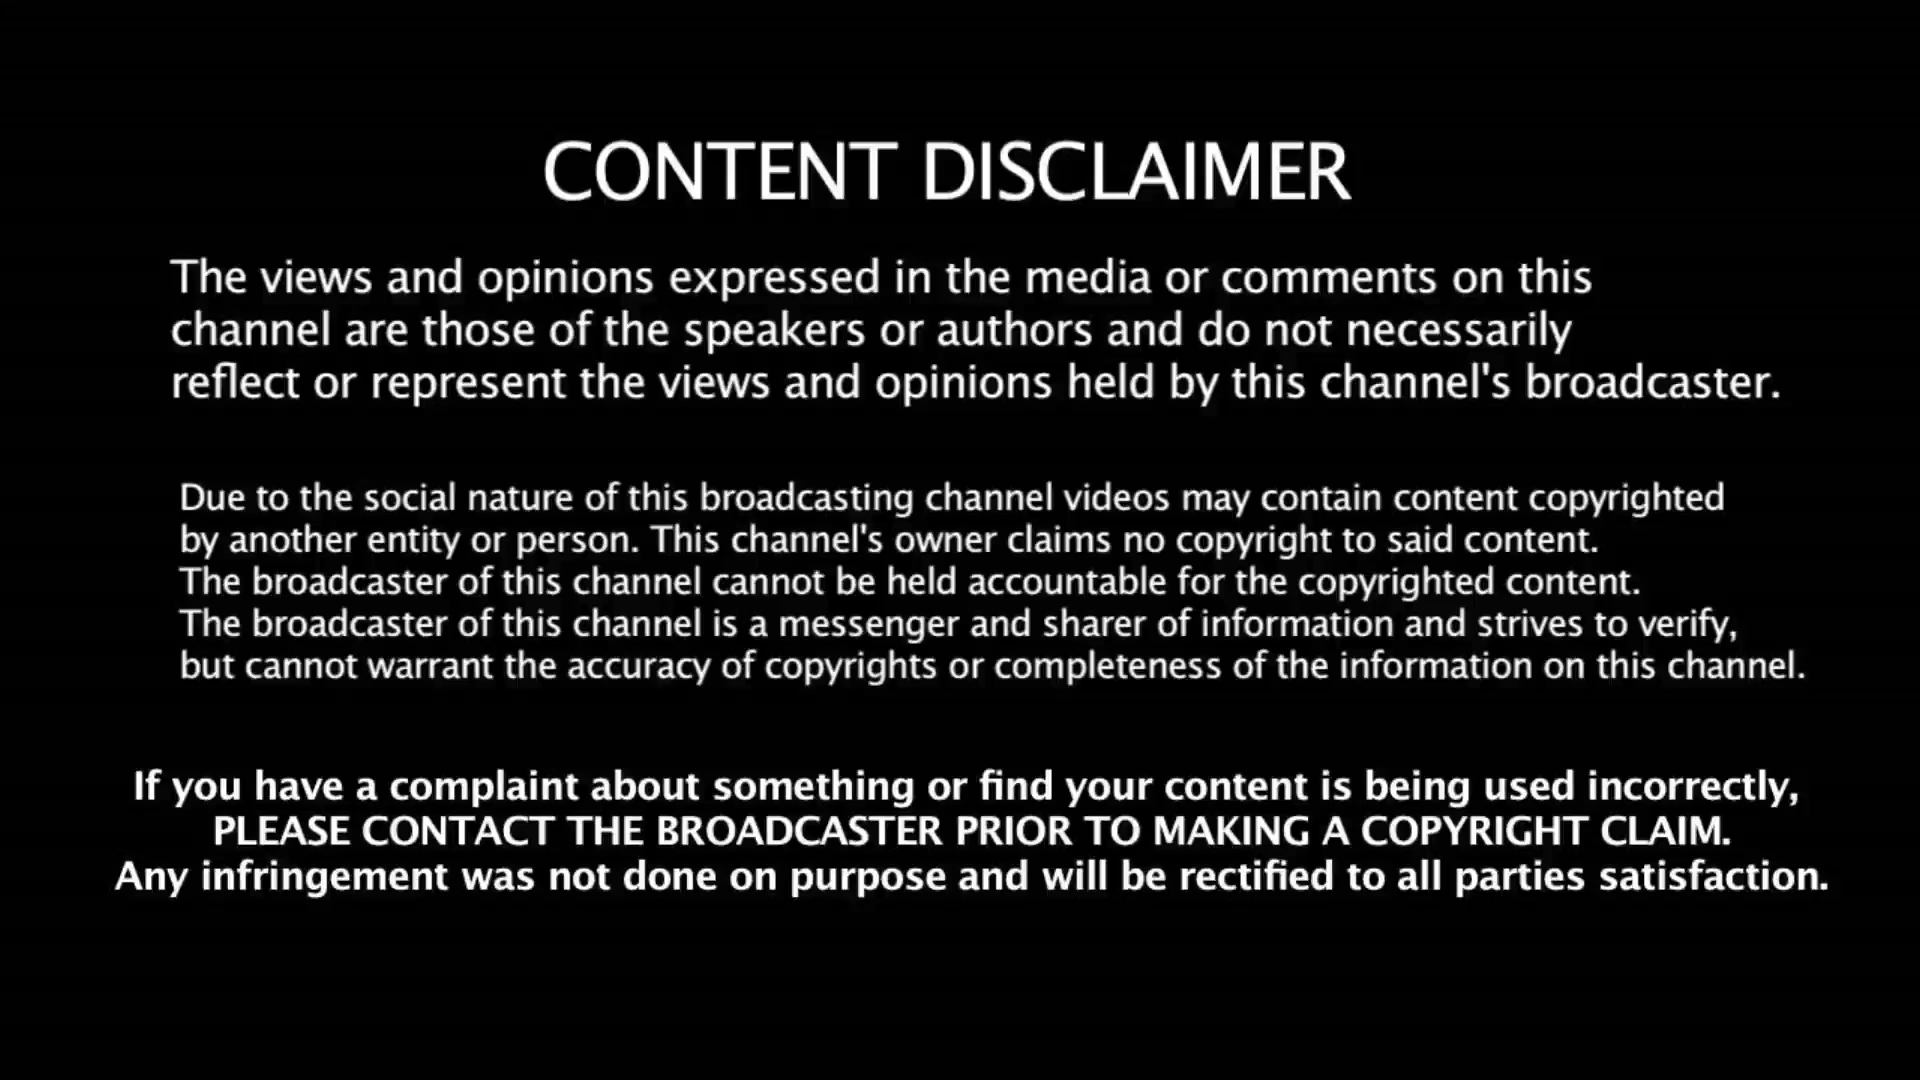 CONTENT DISCLAIMER
The views and opinions expressed in the media or comments on this
channel are those of the speakers or authors and do not necessarily
reflect or represent the views and opinions held by this channel's broadcaster.
Due to the social nature of this broadcasting channel videos may contain content copyrighted
by another entity or person. This channel's owner claims no copyright to said content.
The broadcaster of this channel cannot be held accountable for the copyrighted content.
The broadcaster of this channel is a messenger and sharer of information and strives to verify,
but cannot warrant the accuracy of copyrights or completeness of the information on this channel.
If you have a complaint about something or find your content is being used incorrectly,
PLEASE CONTACT THE BROADCASTER PRIOR TO MAKING A COPYRIGHT CLAIM.
Any infringement was not done on purpose and will be rectified to all parties satisfaction.